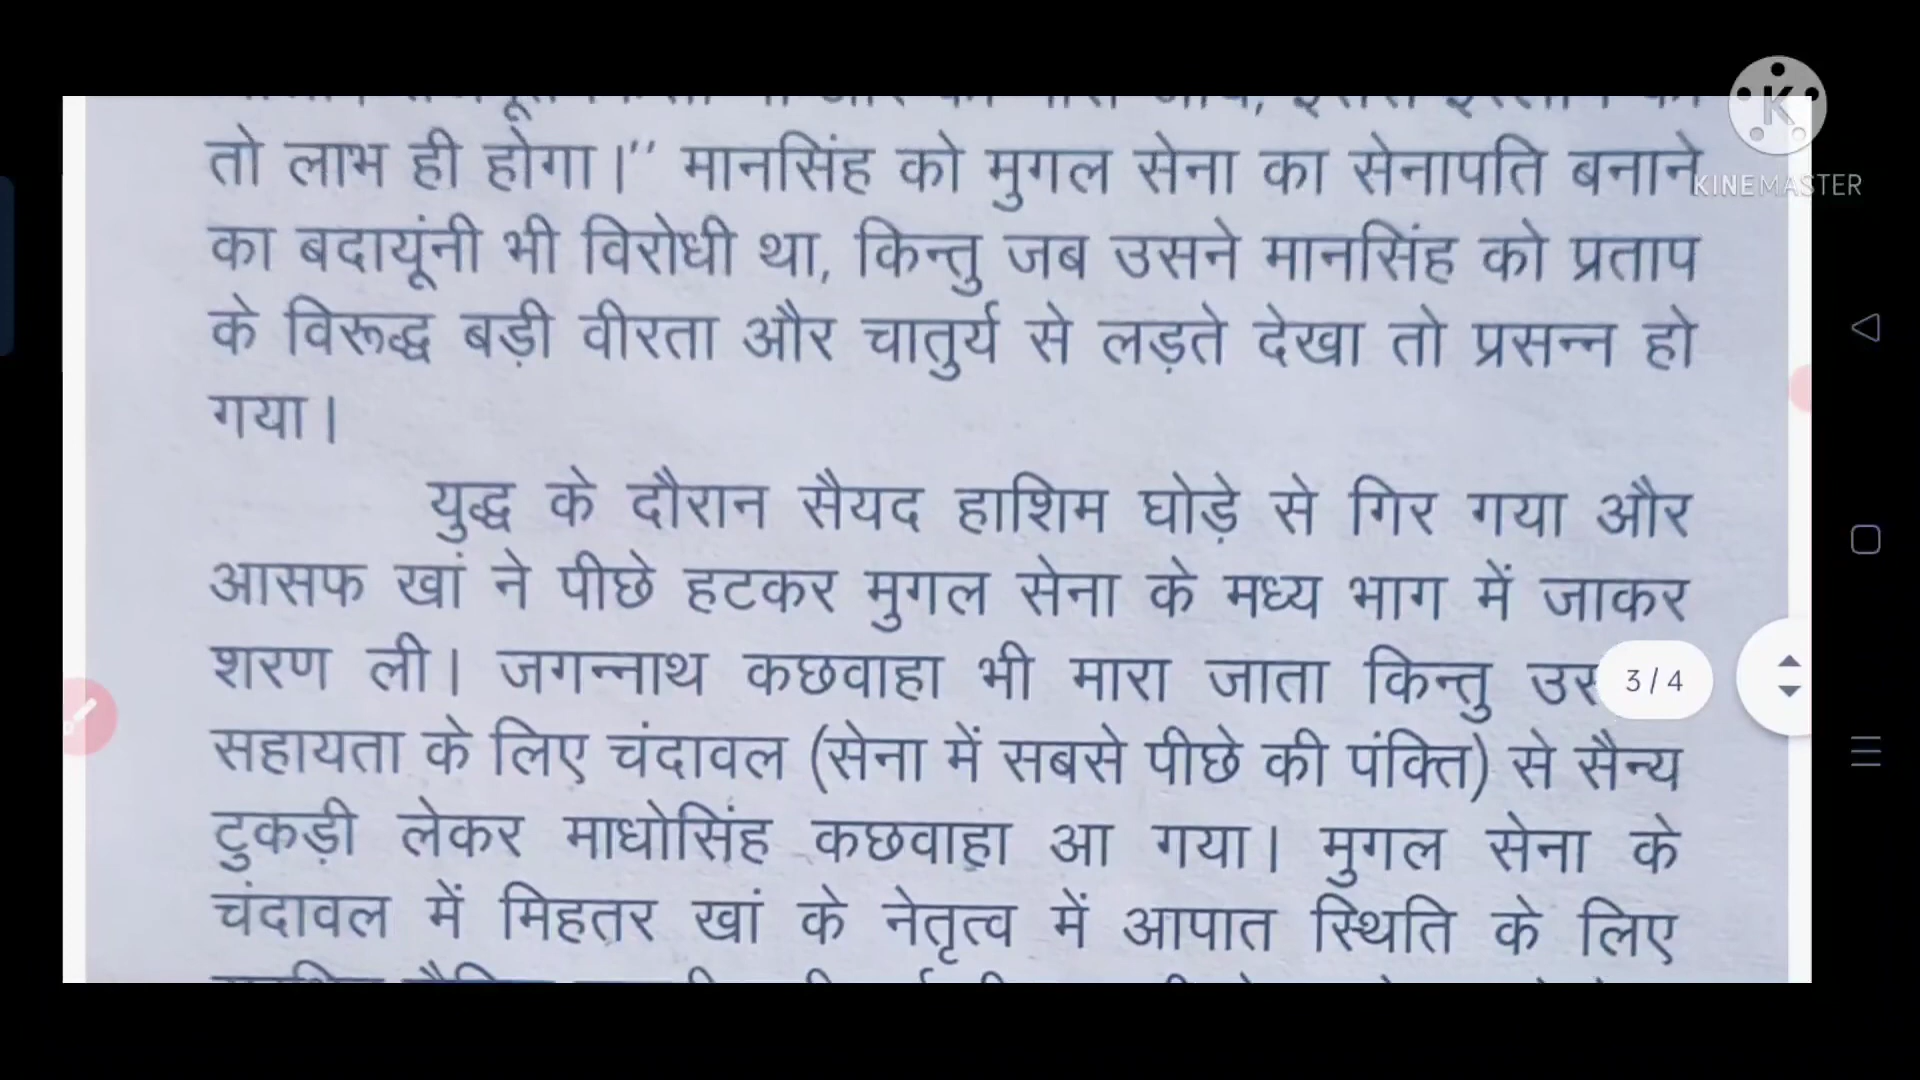 तो लाभ ही होगा।" मानसिंह को मुगल सेना का सेनापति बनाने
का बदायूंनी भी विरोधी था, किन्तु जब उसने मानसिंह को प्रताप
के विरूद्ध बड़ी वीरता और चातुर्य से लड़ते देखा तो प्रसन्न हो
गया।
युद्ध के दौरान सैयद हाशिम घोड़े से गिर गया और
आसफ खां ने पीछे हटकर मुगल सेना के मध्य भाग में जाकर
शरण ली। जगन्नाथ कछवाहा भी मारा जाता किन्तु
सहायता के लिए चंदावल (सेना में सबसे पीछे की पंक्ति) से सैन्य
टुकड़ी लेकर माधोसिंह कछवाहा आ गया। मुगल सेना के
चंदावल में मिहतर खां के नेतृत्व में आपात स्थिति के लिए
K
KINEMASTER
3/4